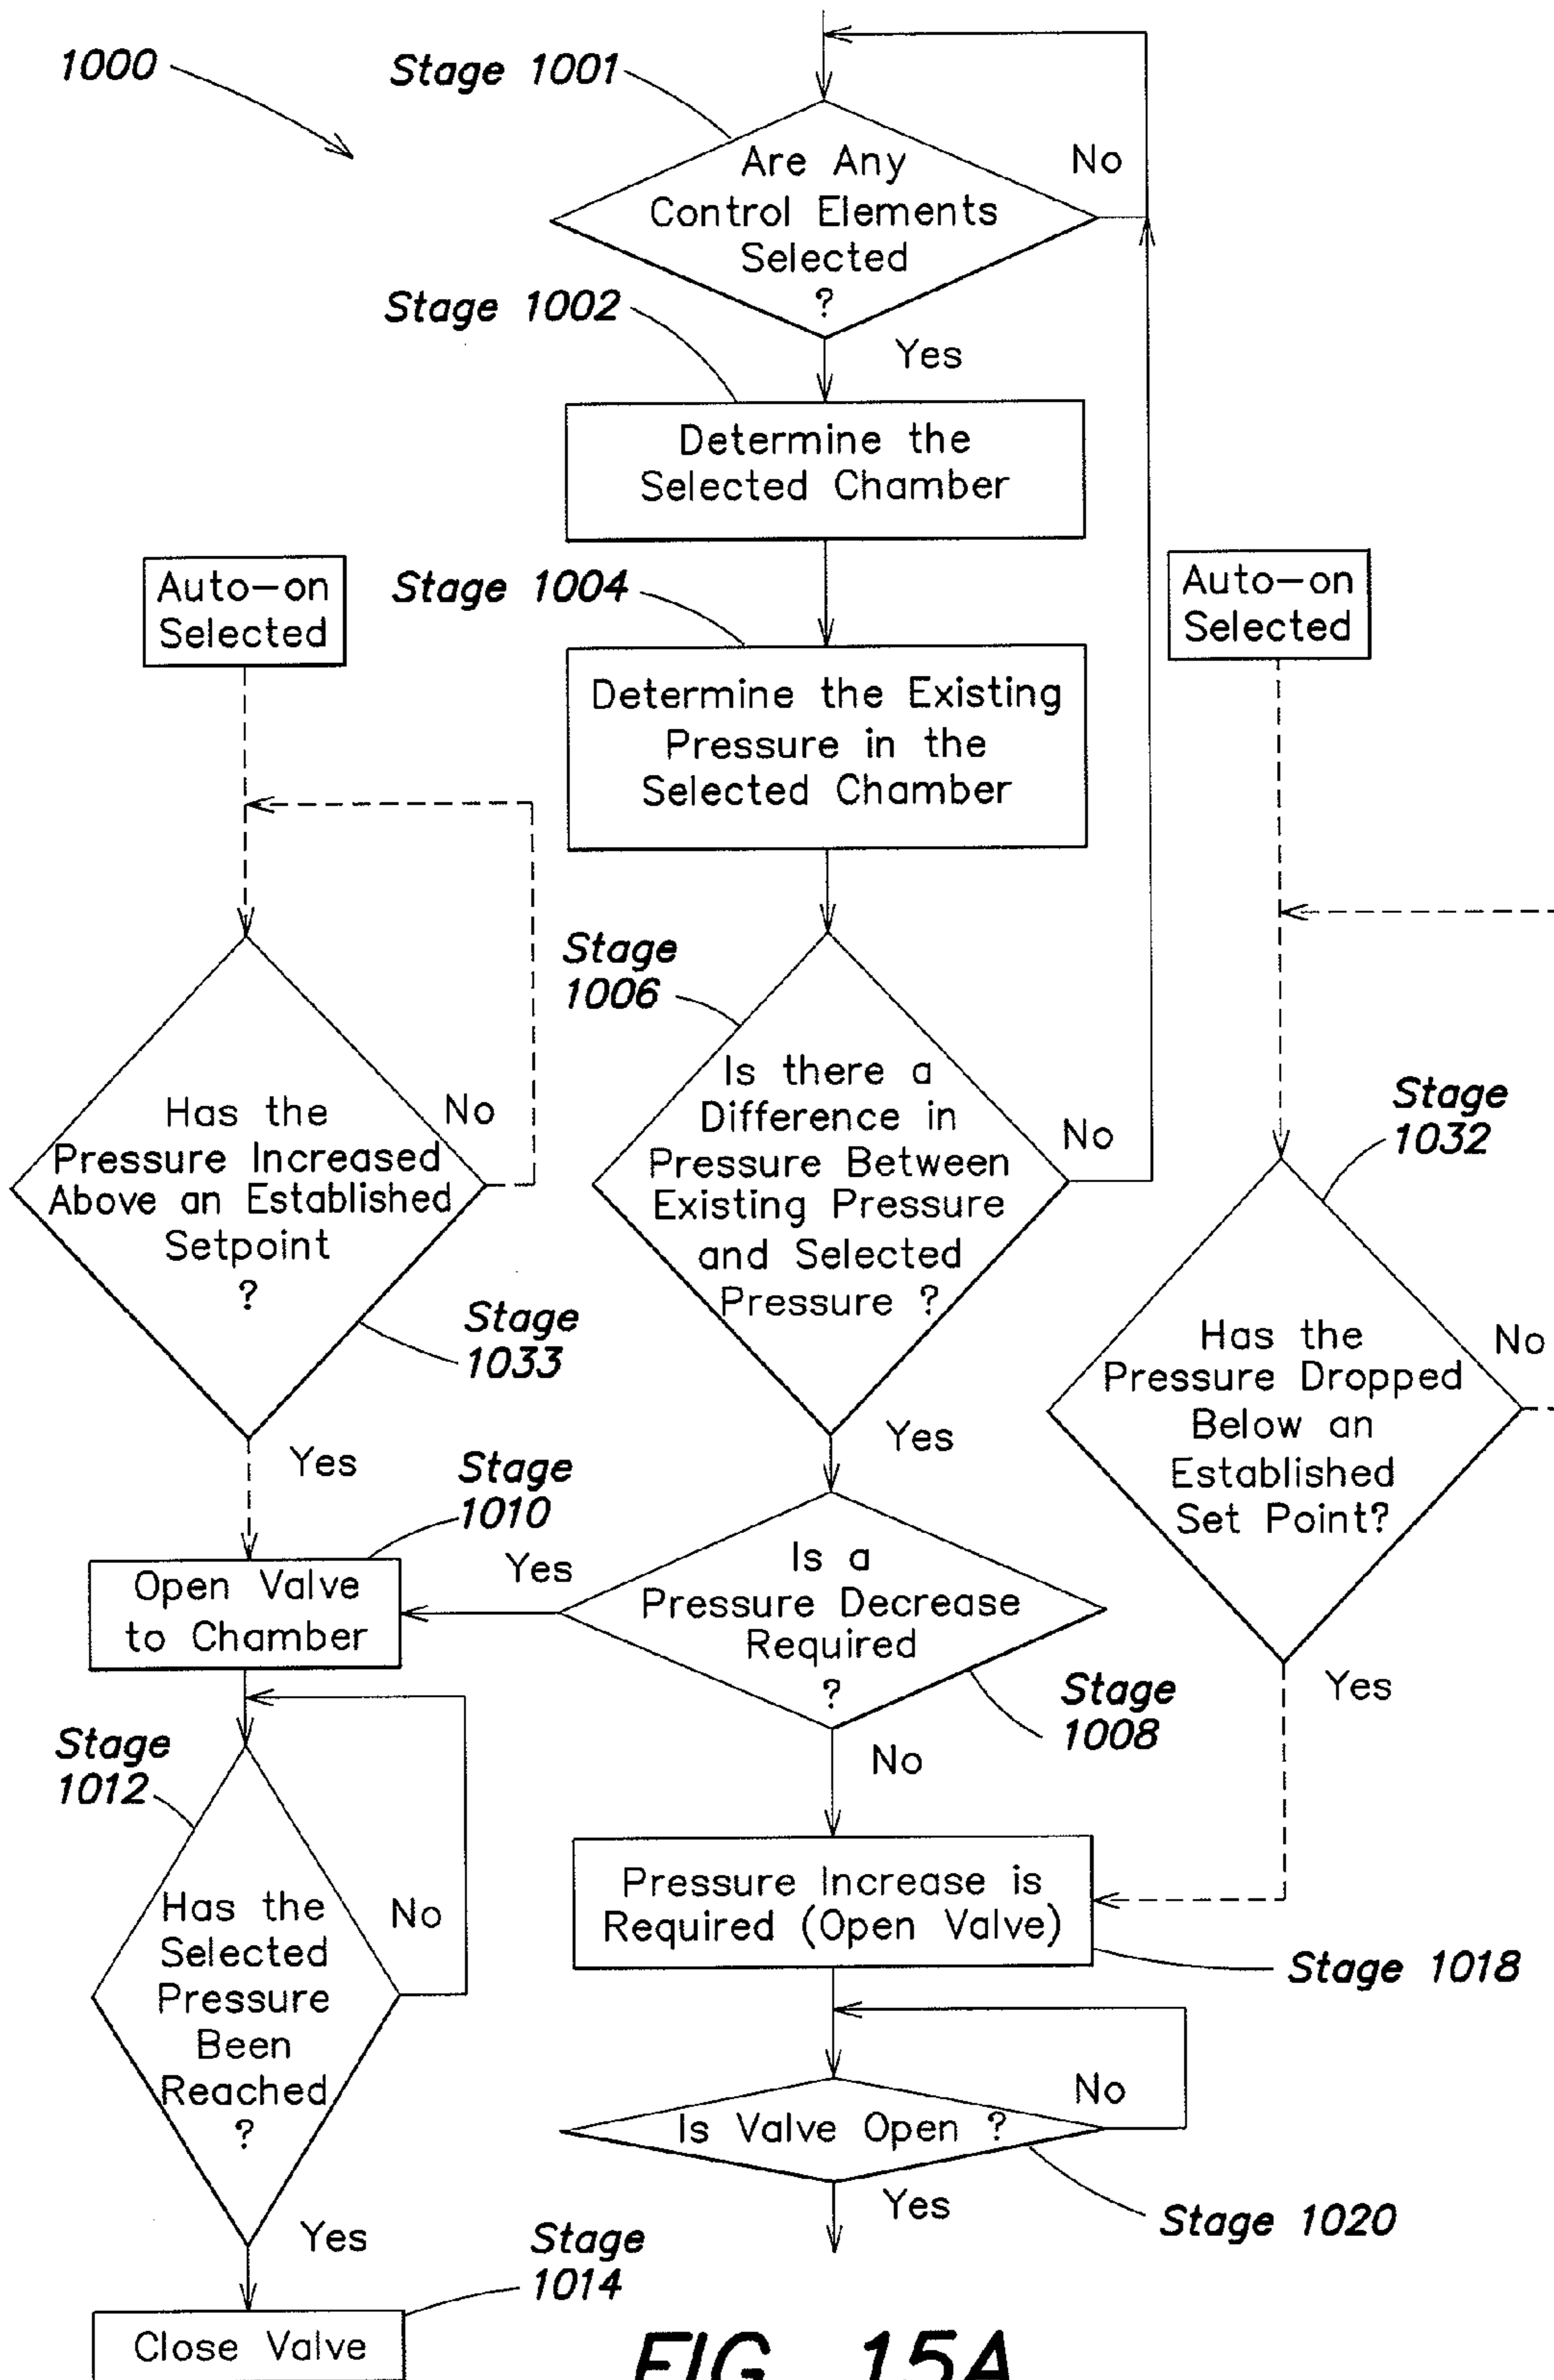 1000
Stage 1001
Are Any
Control Elements
Selected
?
No
Stage 1002
Yes
Determine the
Selected Chamber
Auto-on
Selected
Stage 1004
Determine the Existing
Pressure in the
Selected Chamber
Auto-on
Selected
Stage
1006
Is there a
Difference in
Pressure Between
Existing Pressure
and Selected
Pressure ?
No
Has the
Pressure Increased
Above an Established
Setpoint
?
No
Stage
1033
Stage
1032
Has the
Pressure Dropped
Below an
Established
Set Point?
No
Yes
Yes
Stage
1010
Open Valve
to Chamber
Yes
Is a
Pressure Decrease
Required
?
Stage
1008
Yes
No
Stage
1012
Has the
Selected
Pressure
Been
Reached
?
No
Pressure Increase is
Required (Open Valve)
Stage 1018
Is Valve Open ?
No
Yes
Stage 1020
Yes
Stage
1014
Close Valve
FIG. 15A